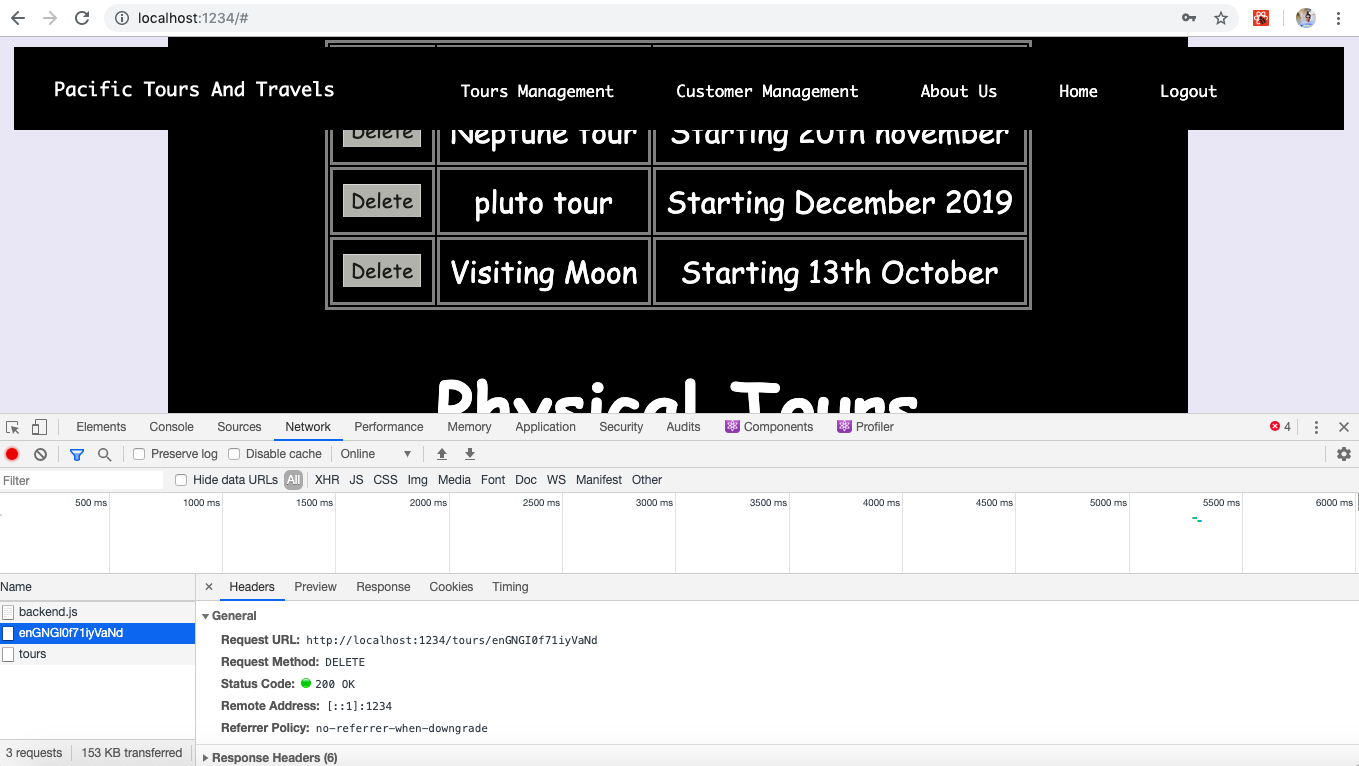 localhost:1234/#
Pacific Tours And Travels Tours Management Customer Management About Us Home Logout
Delete Neptune tour Starting 20th november
Delete pluto tour Starting December 2019
Delete Visiting Moon Starting 13th October
Physical Tours
Elements Console Sources Network Performance Memory Application Security Audits Components Profiler 4
Preserve log Disable cache Online
Filter Hide data URLs All XHR JS CSS Img Media Font Doc WS Manifest Other
500 ms 1000 ms 1500 ms 2000 ms 2500 ms 3000 ms 3500 ms 4000 ms 4500 ms 5000 ms 5500 ms 6000 ms
Name Headers Preview Response Cookies Timing
backend.js
enGNGI0f71iyVaNd
tours
General
Request URL: http://localhost:1234/tours/enGNGI0f71iyVaNd
Request Method: DELETE
Status Code: 200 OK
Remote Address: [::1]:1234
Referrer Policy: no-referrer-when-downgrade
Response Headers (6)
3 requests 153 KB transferred